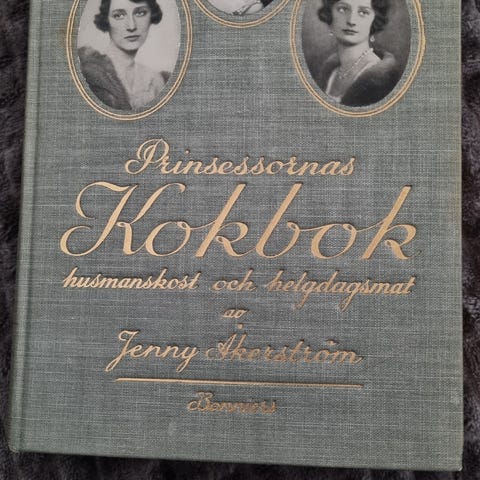 Prinsessornas
Kokbok
husmanskost och helgdagsmat
av
Jenny Åkerström
Bonniers